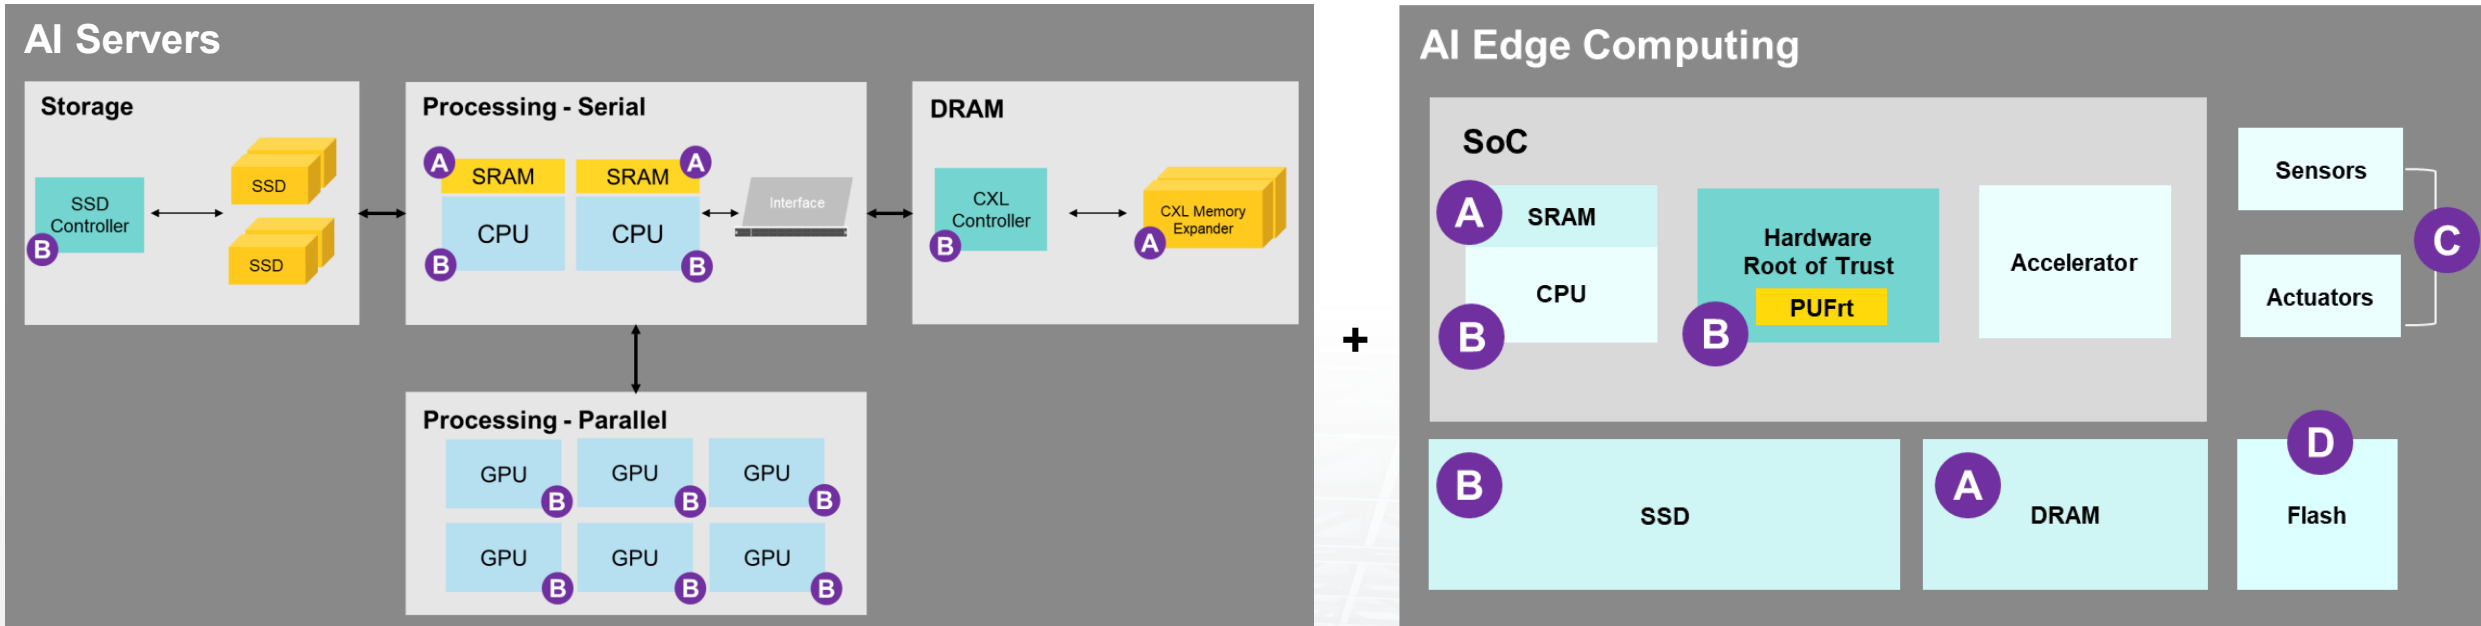 AI Servers
Storage
SSD
Controller
B
SSD
SSD
Processing - Serial
A
SRAM
SRAM
A
CPU
CPU
B
B
Interface
DRAM
CXL
Controller
B
CXL Memory
Expander
A
Processing - Parallel
GPU
B
GPU
B
GPU
B
GPU
B
GPU
B
GPU
B
+
AI Edge Computing
SoC
A
SRAM
CPU
B
Hardware
Root of Trust
PUFrt
B
Accelerator
Sensors
Actuators
C
B
SSD
A
DRAM
D
Flash